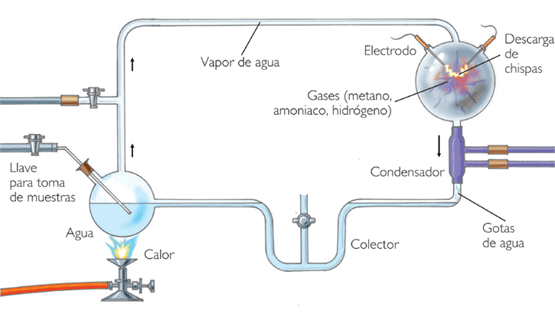 Vapor de agua
Electrodo
Descarga
de
chispas
Gases (metano,
amoniaco, hidrógeno)
Llave
para toma
de muestras
Condensador
Agua
Calor
Colector
Gotas
de agua